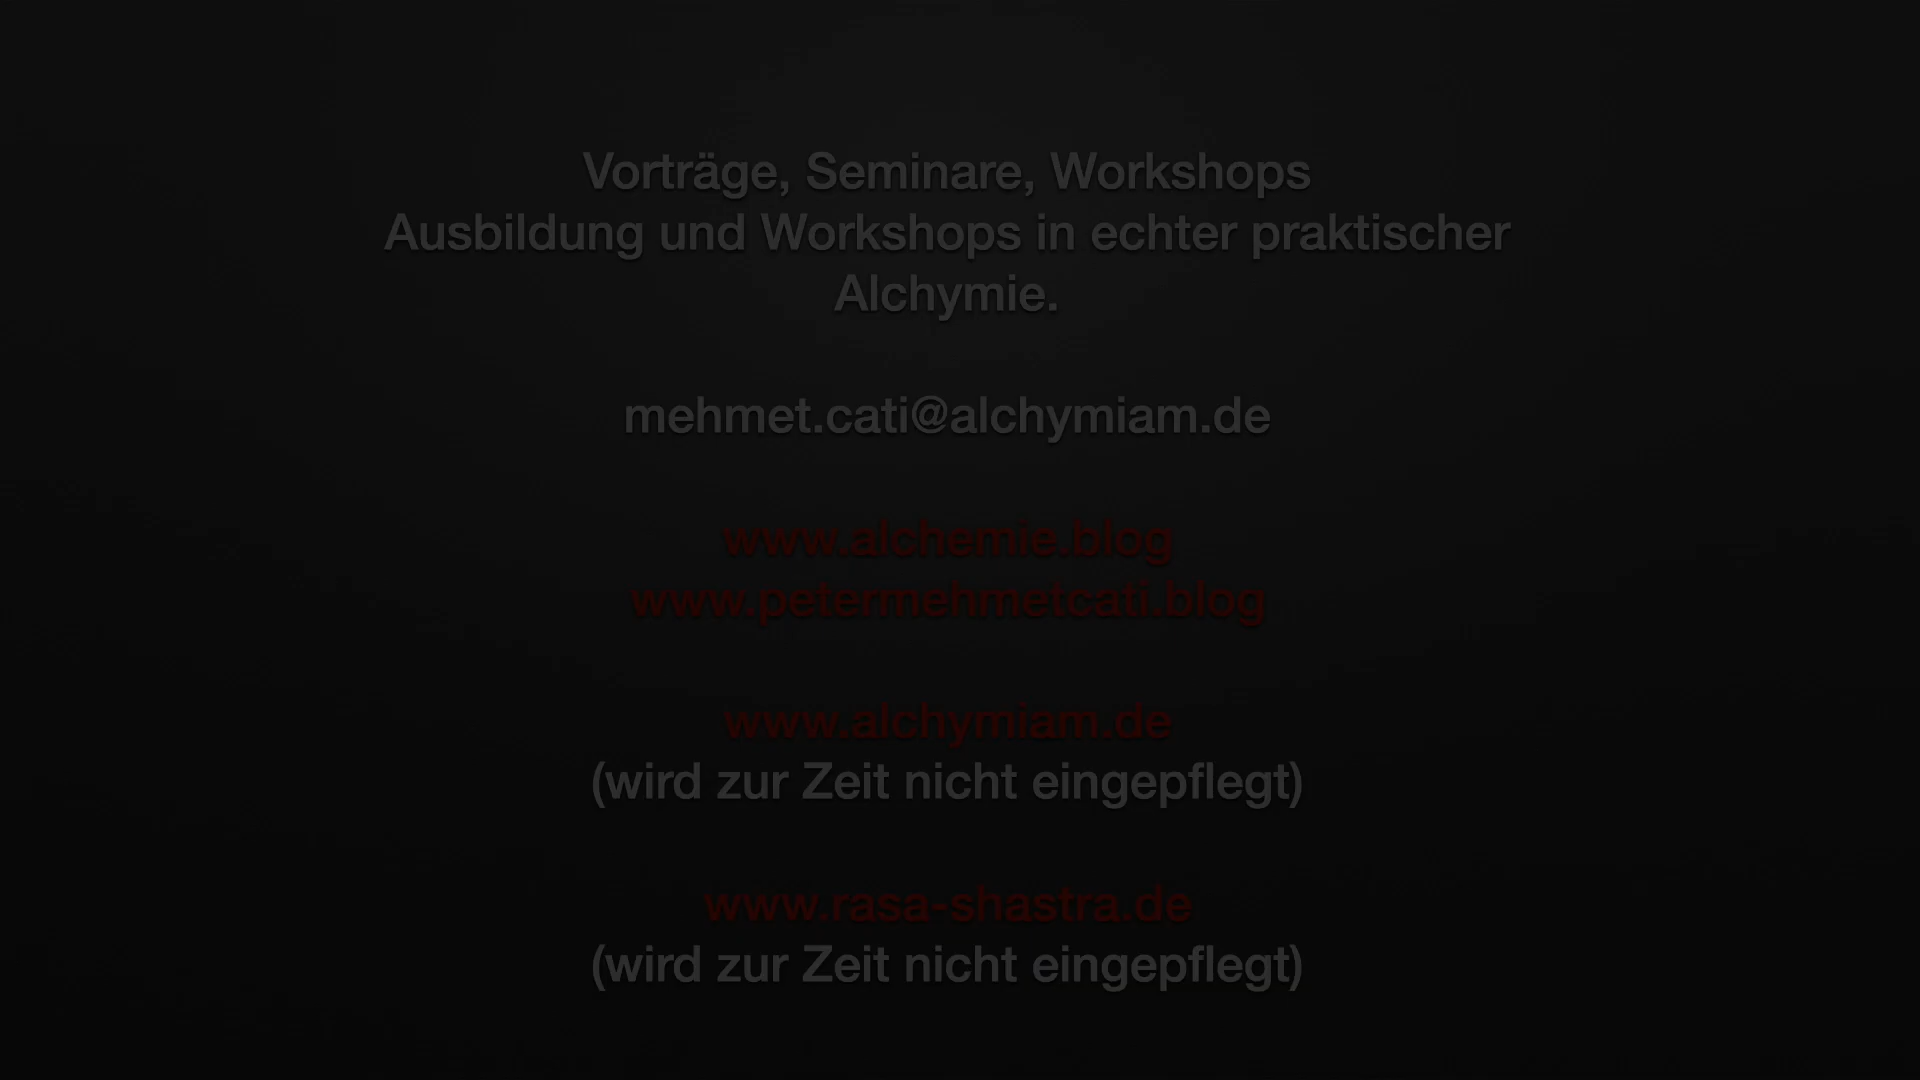 Vorträge, Seminare, Workshops
Ausbildung und Workshops in echter praktischer
Alchymie.
mehmet.cati@alchymiam.de
www.alchemie.blog
www.petermehmetcati.blog
www.alchymiam.de
(wird zur Zeit nicht eingepflegt)
www.rasa-shastra.de
(wird zur Zeit nicht eingepflegt)